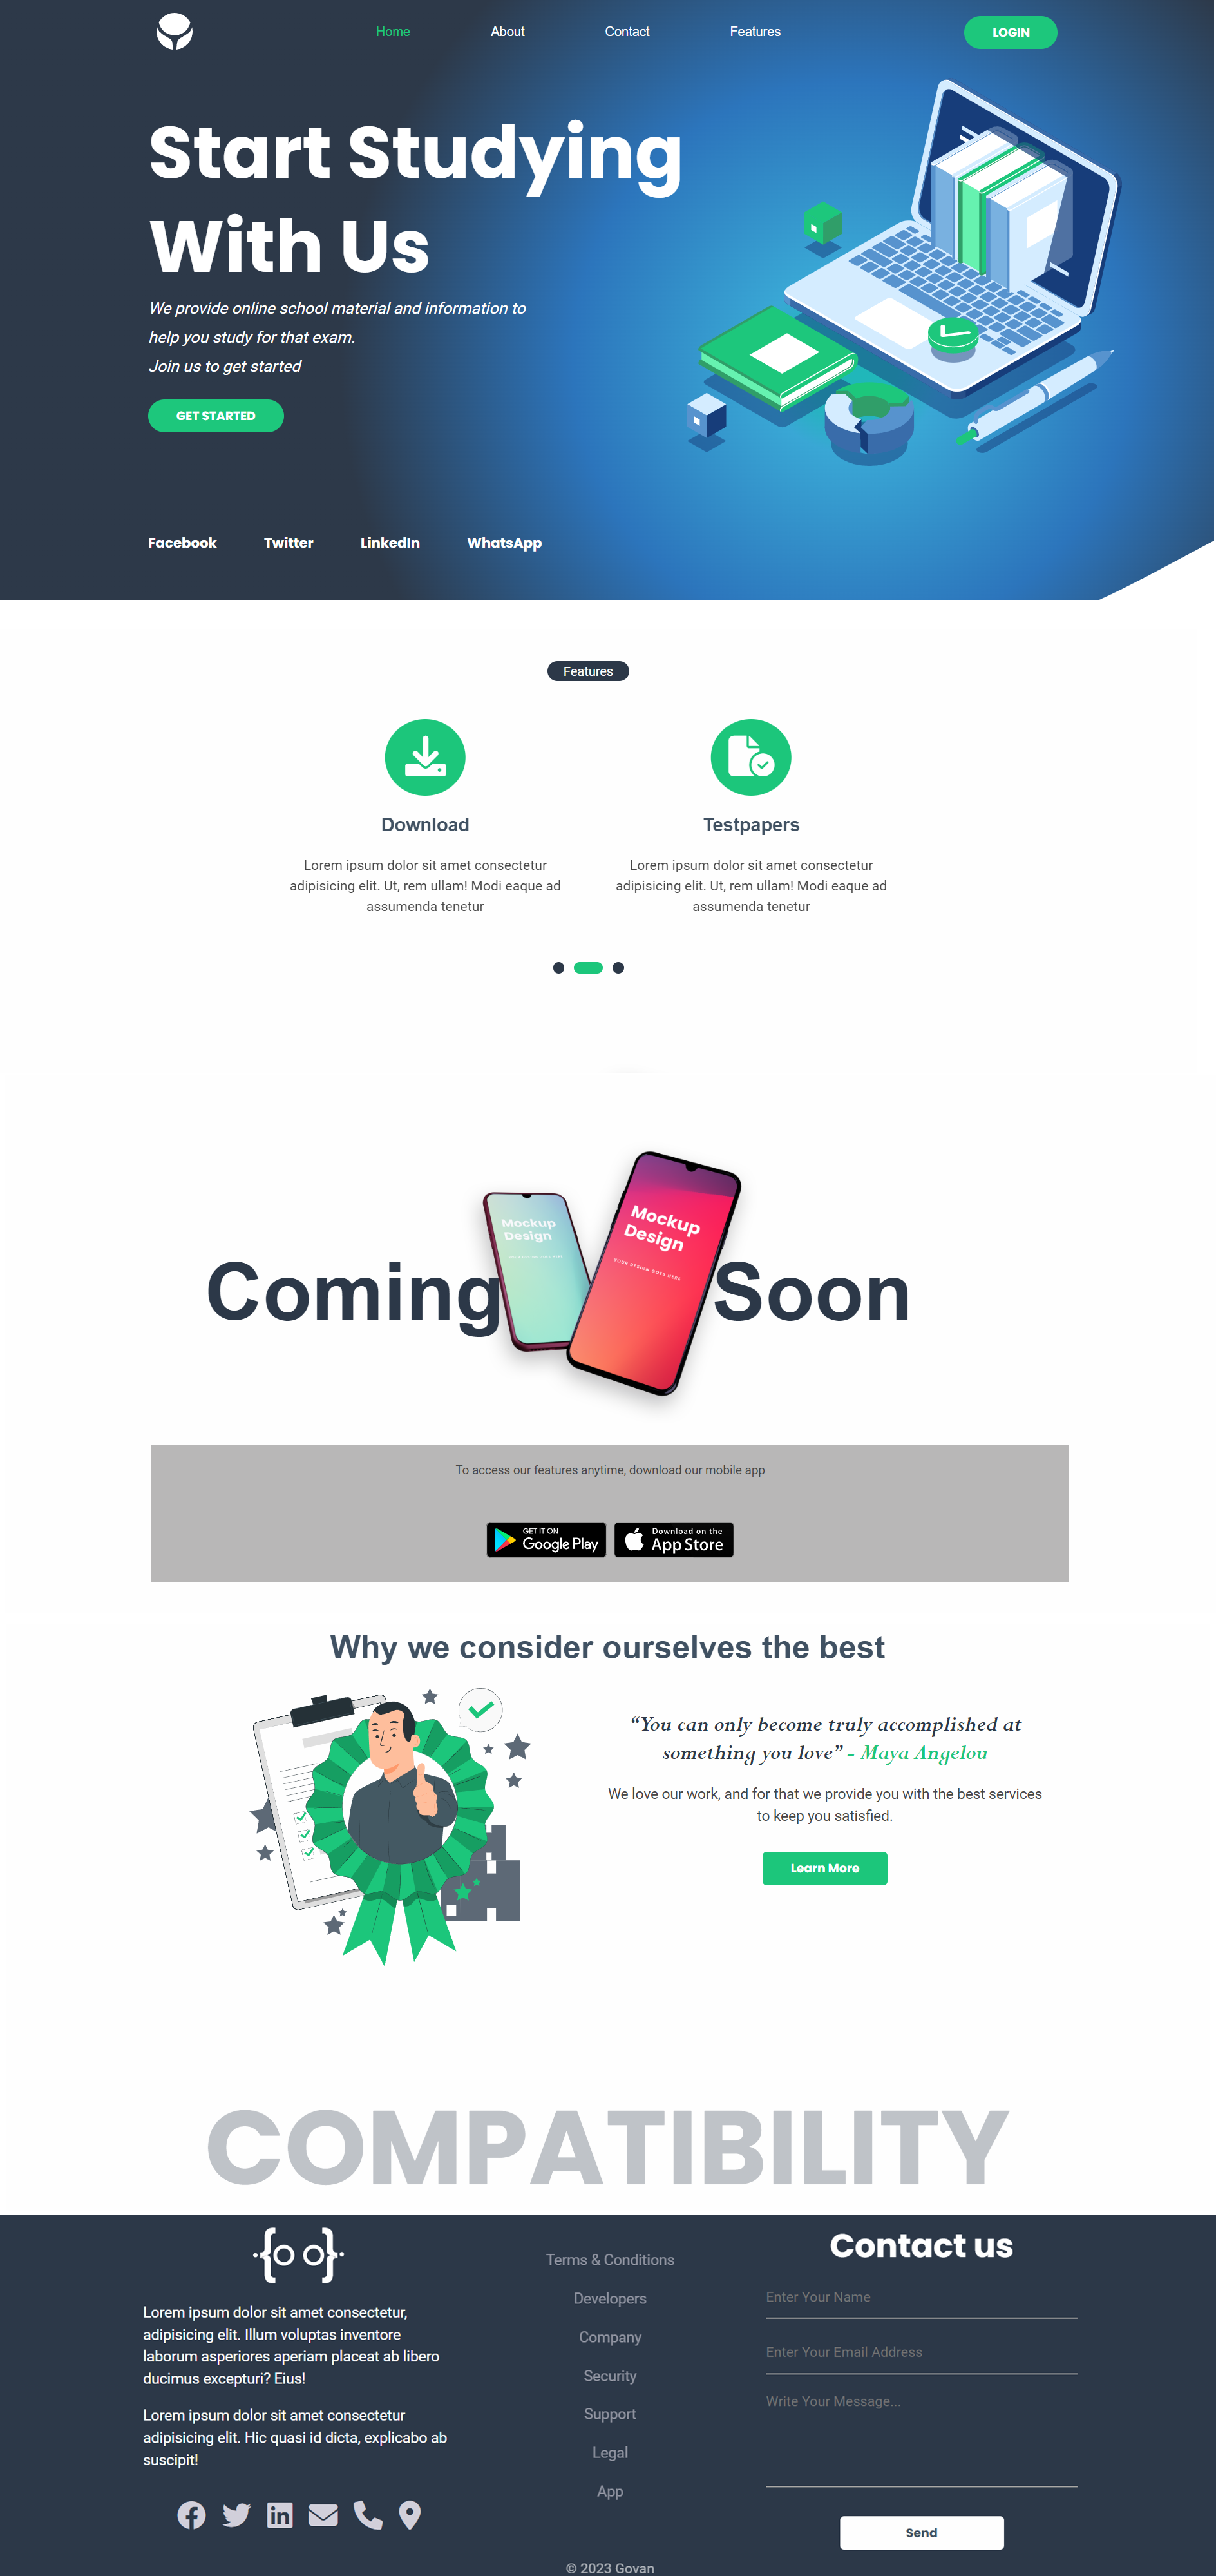 Home
About
Contact
Features
LOGIN
Start Studying
With Us
We provide online school material and information to
help you study for that exam.
Join us to get started
GET STARTED
Facebook
Twitter
LinkedIn
WhatsApp
Features
Download
Lorem ipsum dolor sit amet consectetur
adipisicing elit. Ut, rem ullam! Modi eaque ad
assumenda tenetur
Testpapers
Lorem ipsum dolor sit amet consectetur
adipisicing elit. Ut, rem ullam! Modi eaque ad
assumenda tenetur
Coming
Mockup
Design
YOUR DESIGN GOES HERE
Mockup
Design
YOUR DESIGN GOES HERE
Soon
To access our features anytime, download our mobile app
GET IT ON
Google Play
Download on the
App Store
Why we consider ourselves the best
“You can only become truly accomplished at
something you love” - Maya Angelou
We love our work, and for that we provide you with the best services
to keep you satisfied.
Learn More
COMPATIBILITY
{oo}
Lorem ipsum dolor sit amet consectetur,
adipisicing elit. Illum voluptas inventore
laborum asperiores aperiam placeat ab libero
ducimus excepturi? Eius!
Lorem ipsum dolor sit amet consectetur
adipisicing elit. Hic quasi id dicta, explicabo ab
suscipit!
Terms & Conditions
Developers
Company
Security
Support
Legal
App
Contact us
Enter Your Name
Enter Your Email Address
Write Your Message...
Send
© 2023 Govan